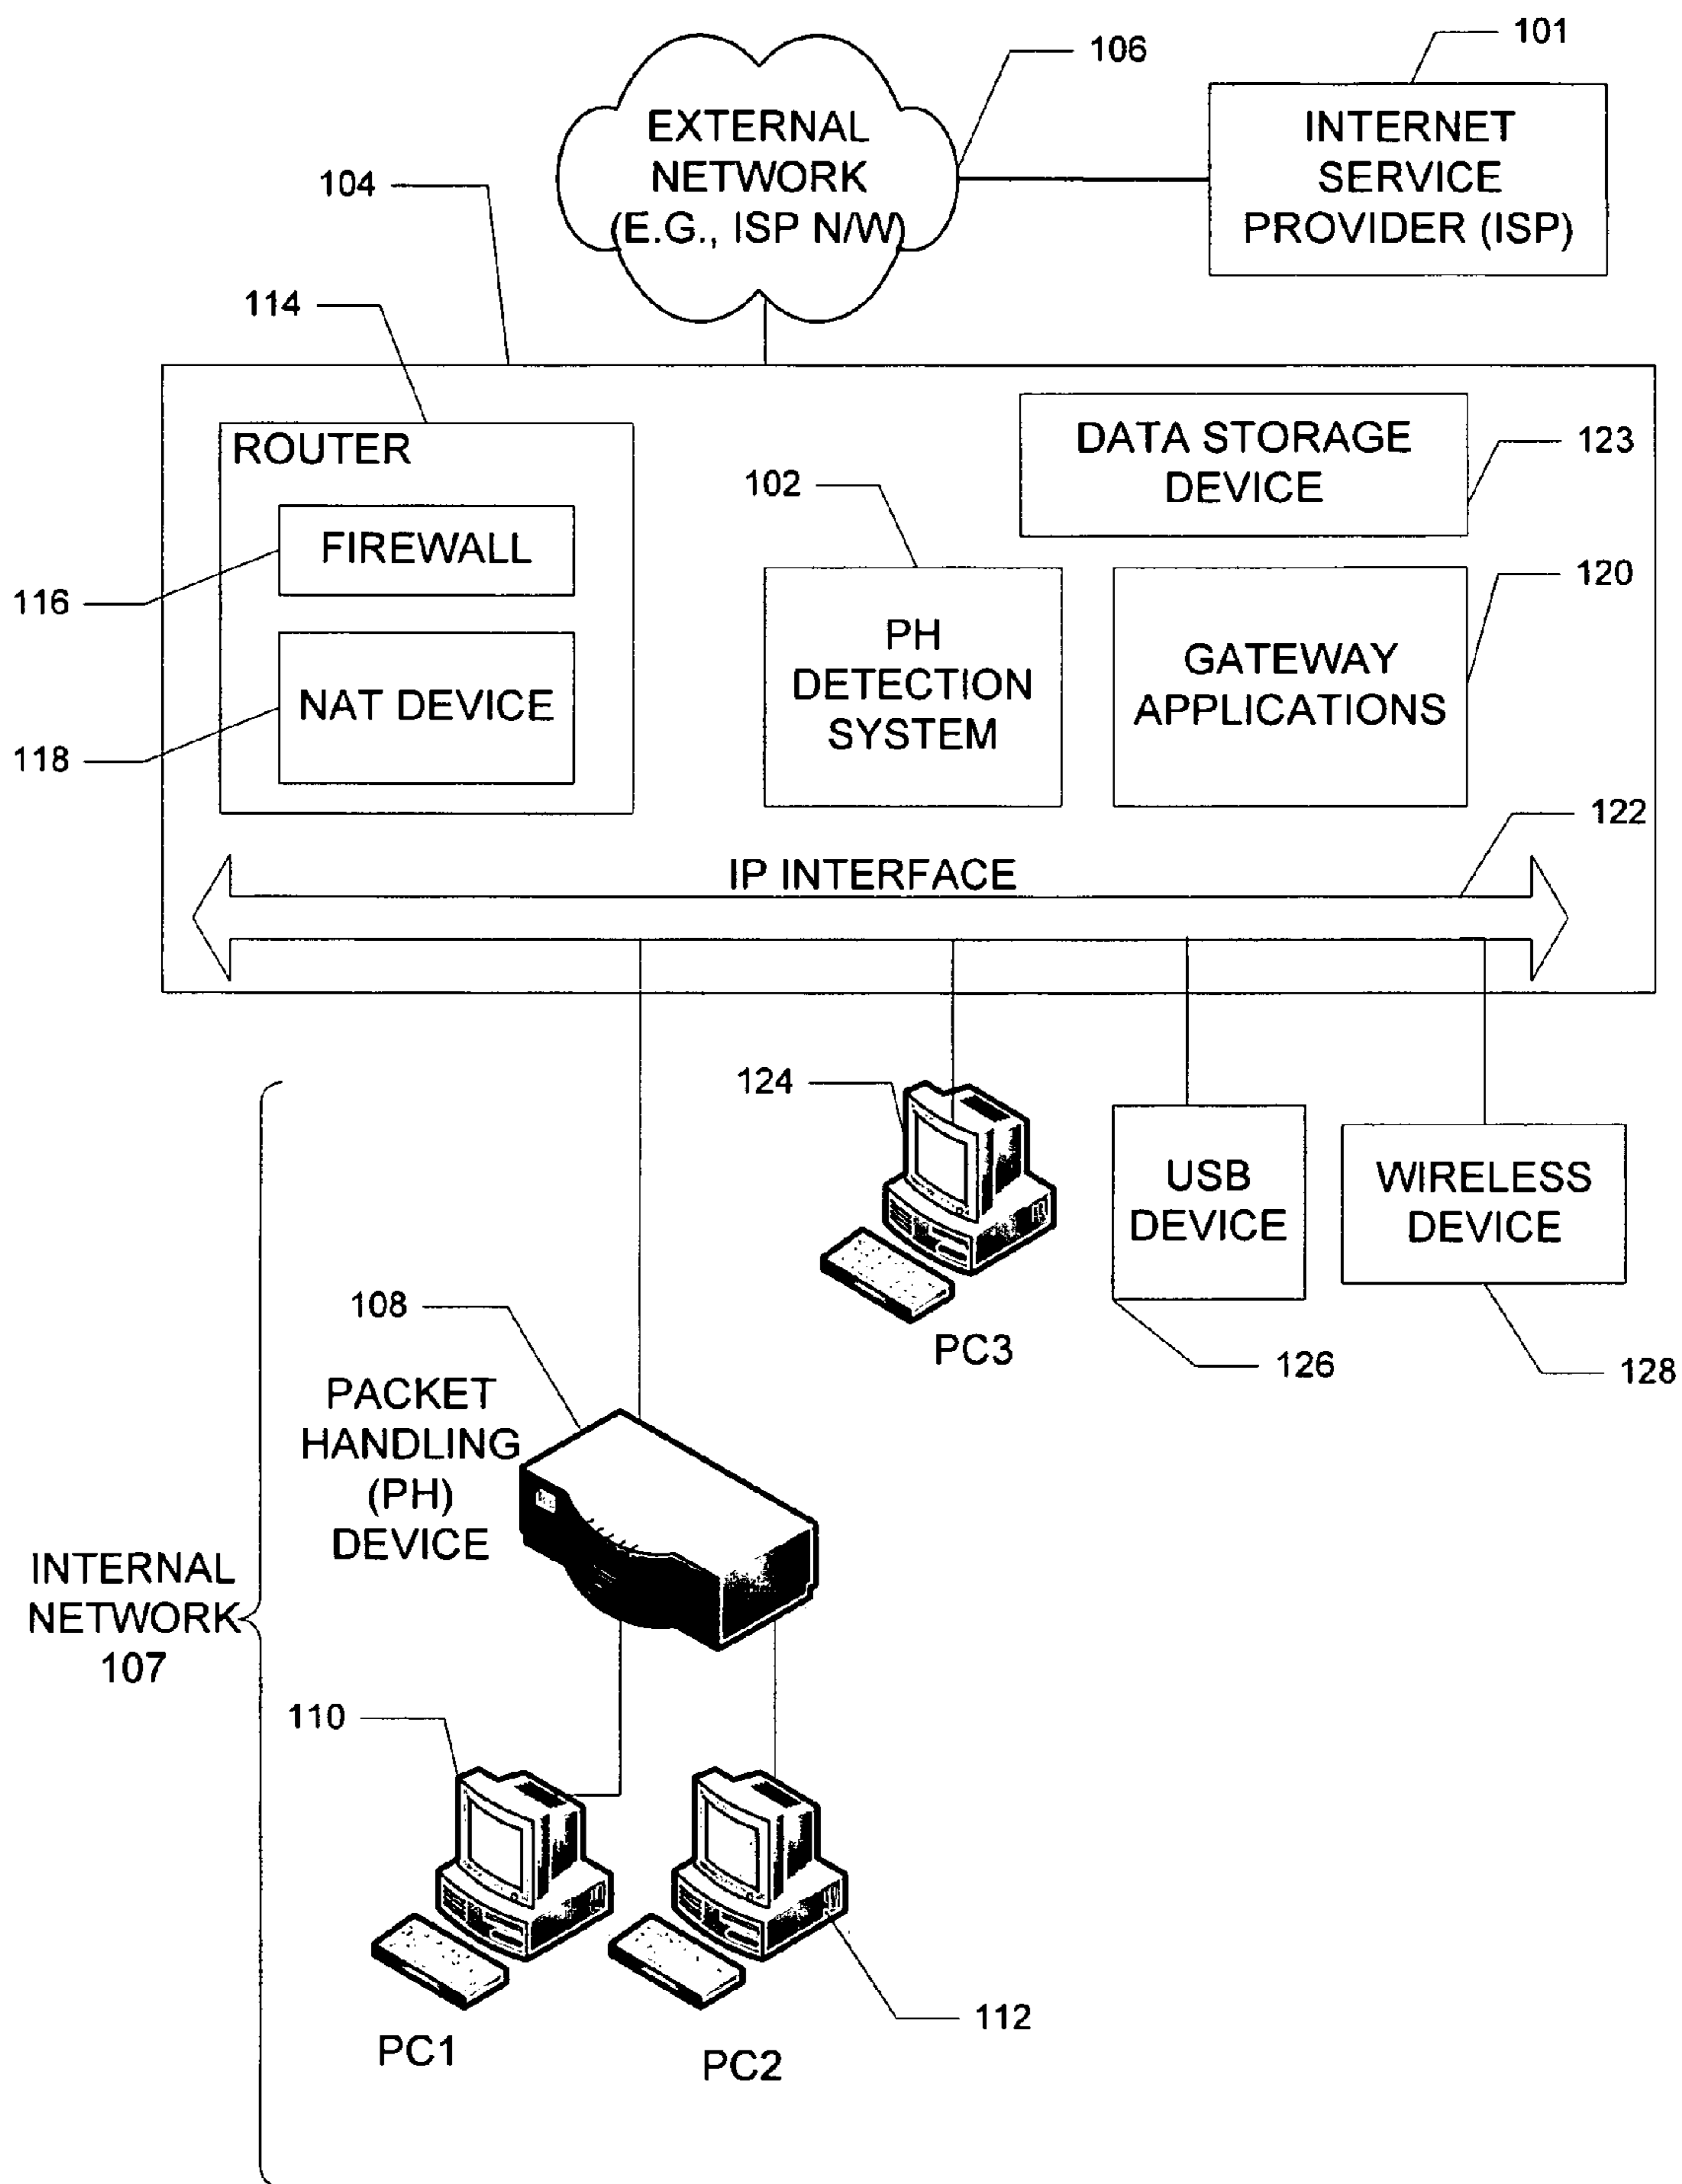 101
106
EXTERNAL
NETWORK
(E.G., ISP N/W)
INTERNET
SERVICE
PROVIDER (ISP)
104
114
ROUTER
FIREWALL
NAT DEVICE
116
118
102
PH
DETECTION
SYSTEM
DATA STORAGE
DEVICE
123
GATEWAY
APPLICATIONS
120
122
IP INTERFACE
124
PC3
USB
DEVICE
126
WIRELESS
DEVICE
128
108
PACKET
HANDLING
(PH)
DEVICE
INTERNAL
NETWORK
107
110
PC1
112
PC2